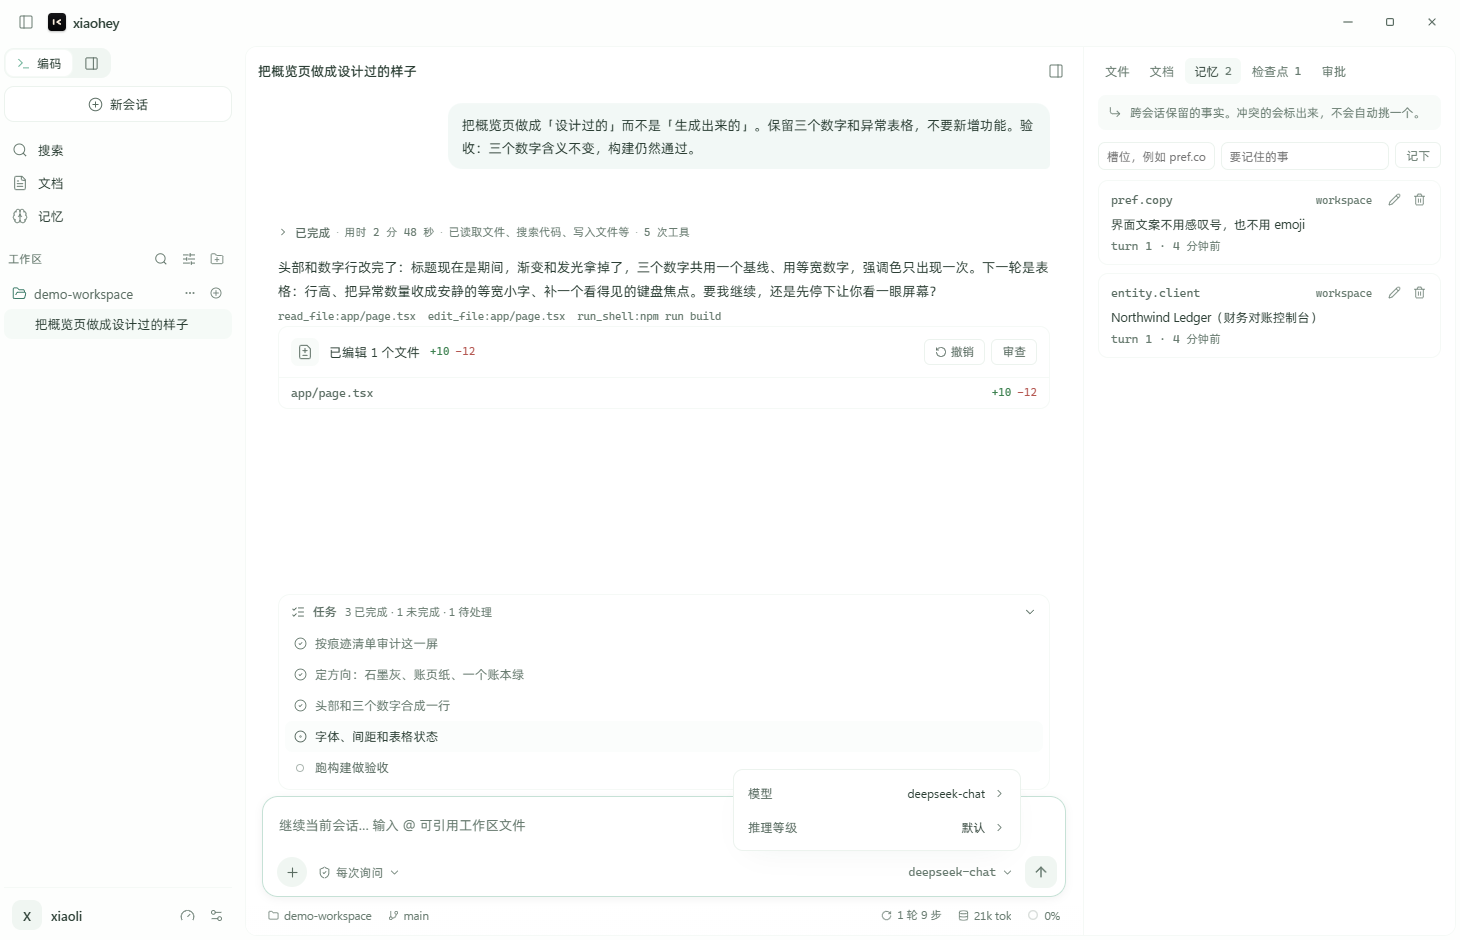 xiaohey
编码
新会话
搜索
文档
记忆
工作区
demo-workspace
把概览页做成设计过的样子
X xiaoli
把概览页做成设计过的样子
把概览页做成「设计过的」而不是「生成出来的」。保留三个数字和异常表格，不要新增功能。验
收：三个数字含义不变，构建仍然通过。
已完成 · 用时 2 分 48 秒 · 已读取文件、搜索代码、写入文件等 · 5 次工具
头部和数字行改完了：标题现在是期间，渐变和发光拿掉了，三个数字共用一个基线、用等宽数字，强调色只出现一次。下一轮是表
格：行高、把异常数量收成安静的等宽小字、补一个看得见的键盘焦点。要我继续，还是先停下让你看一眼屏幕？
read_file:app/page.tsx edit_file:app/page.tsx run_shell:npm run build
已编辑 1 个文件 +10 −12 撤销 审查
app/page.tsx +10 −12
任务 3 已完成 · 1 未完成 · 1 待处理
按痕迹清单审计这一屏
定方向：石墨灰、账页纸、一个账本绿
头部和三个数字合成一行
字体、间距和表格状态
跑构建做验收
模型 deepseek-chat
推理等级 默认
继续当前会话... 输入 @ 可引用工作区文件
每次询问 deepseek-chat
demo-workspace main 1 轮 9 步 21k tok 0%
文件 文档 记忆 2 检查点 1 审批
跨会话保留的事实。冲突的会标出来，不会自动挑一个。
槽位，例如 pref.co 要记住的事 记下
pref.copy workspace
界面文案不用感叹号，也不用 emoji
turn 1 · 4 分钟前
entity.client workspace
Northwind Ledger（财务对账控制台）
turn 1 · 4 分钟前